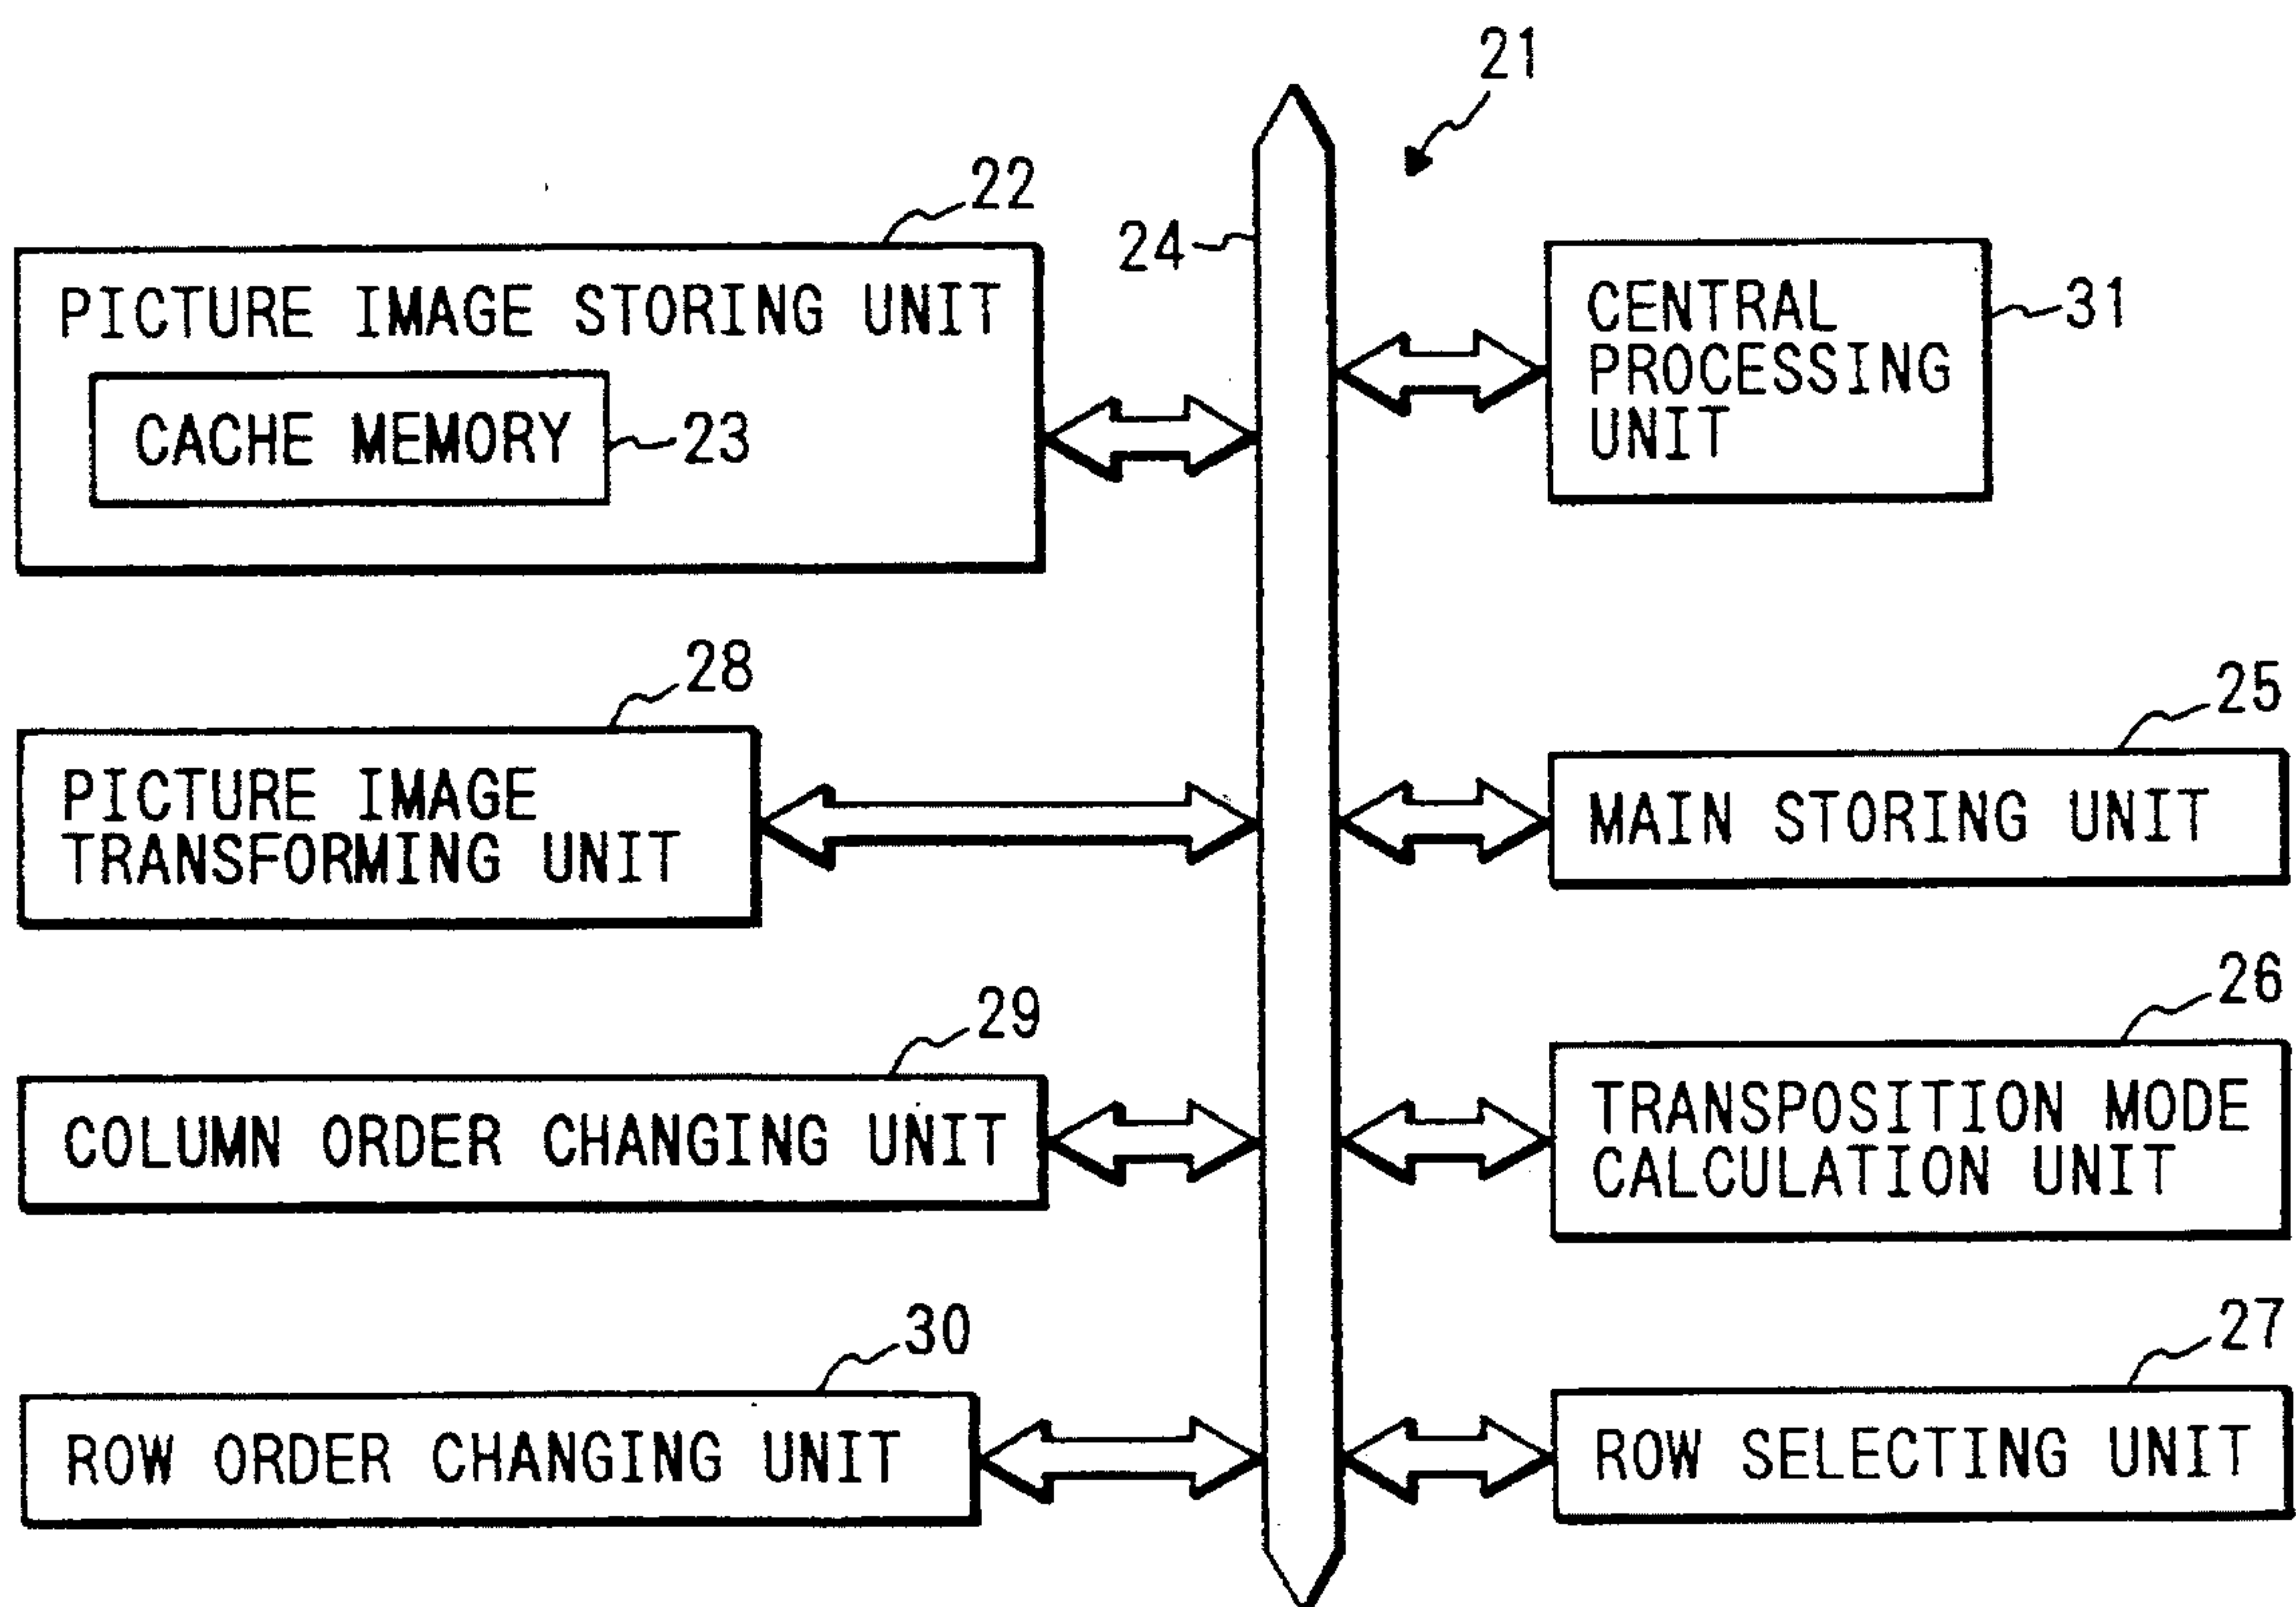 21
22
24
PICTURE IMAGE STORING UNIT
CACHE MEMORY
23
CENTRAL
PROCESSING
UNIT
31
28
PICTURE IMAGE
TRANSFORMING UNIT
25
MAIN STORING UNIT
29
COLUMN ORDER CHANGING UNIT
26
TRANSPOSITION MODE
CALCULATION UNIT
30
ROW ORDER CHANGING UNIT
27
ROW SELECTING UNIT